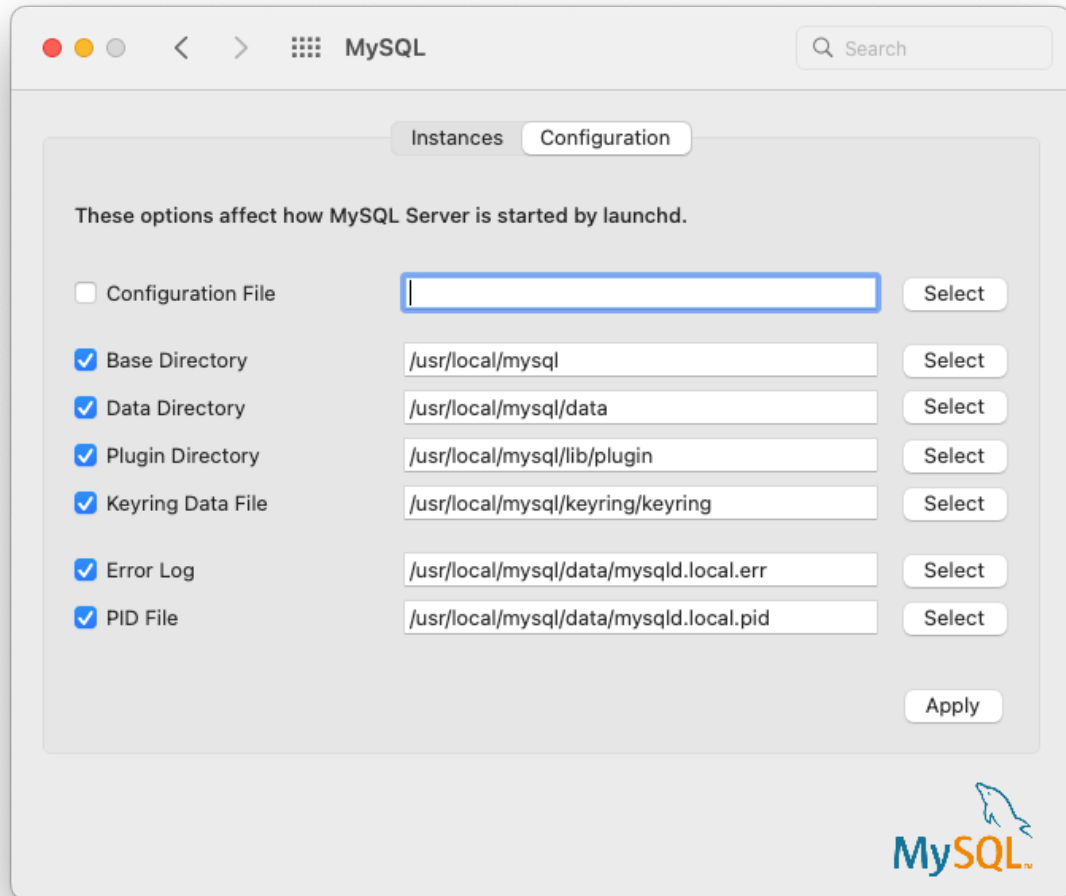 MySQL
Search
Instances Configuration
These options affect how MySQL Server is started by launchd.
Configuration File Select
Base Directory /usr/local/mysql Select
Data Directory /usr/local/mysql/data Select
Plugin Directory /usr/local/mysql/lib/plugin Select
Keyring Data File /usr/local/mysql/keyring/keyring Select
Error Log /usr/local/mysql/data/mysqld.local.err Select
PID File /usr/local/mysql/data/mysqld.local.pid Select
Apply
MySQL™